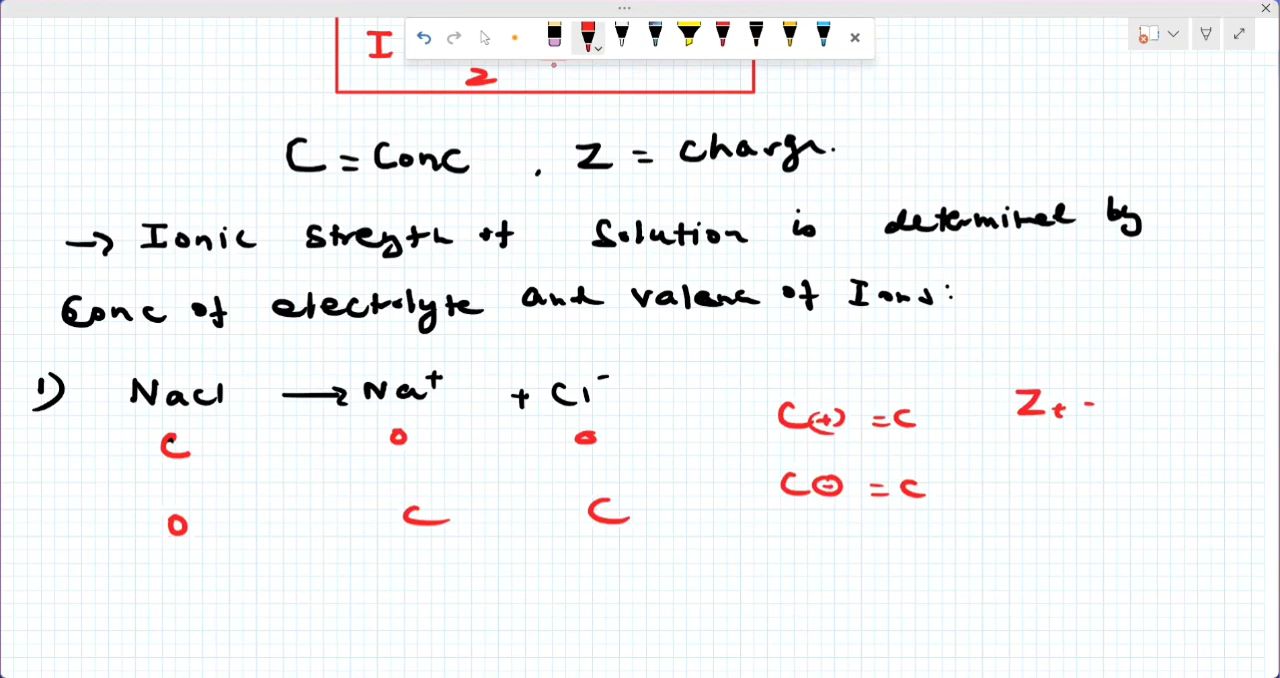 I
2
C = Conc , Z = charge.
→ Ionic Strength of Solution is determined by
Conc of electrolyte and valence of Ions:
1) NaCl → Na+ + Cl-
C(+) = C Z+ -
C 0 0
C⊖ = C
0 C C